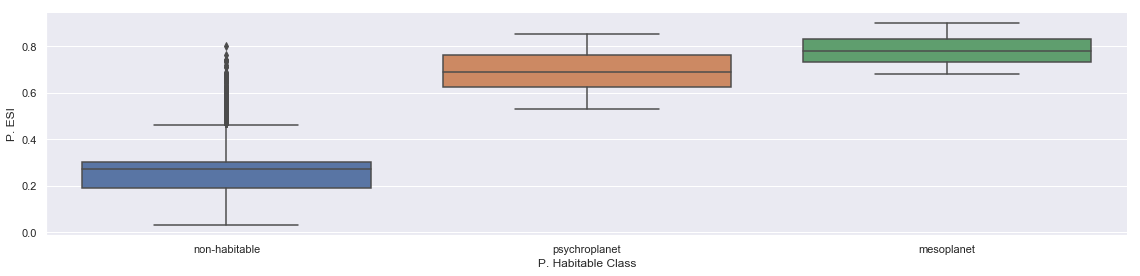 0.8
0.6
0.4
0.2
0.0
P. ESI
non-habitable
psychroplanet
mesoplanet
P. Habitable Class